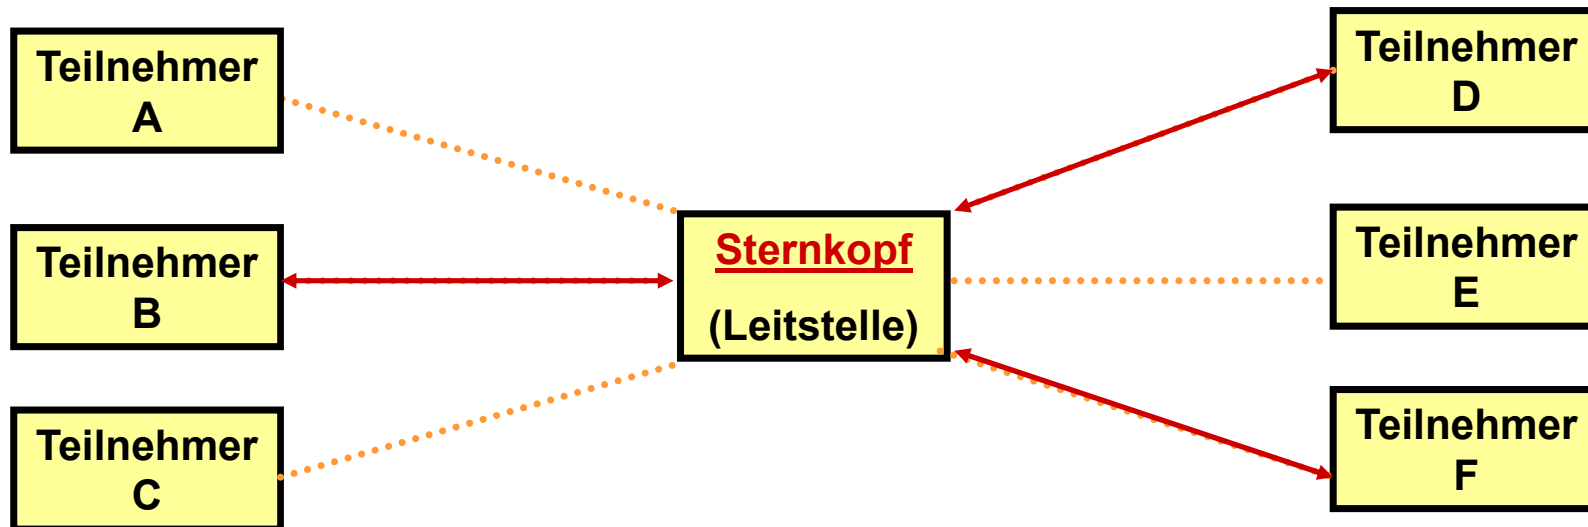 Teilnehmer
A
Teilnehmer
B
Teilnehmer
C
Sternkopf
(Leitstelle)
Teilnehmer
D
Teilnehmer
E
Teilnehmer
F